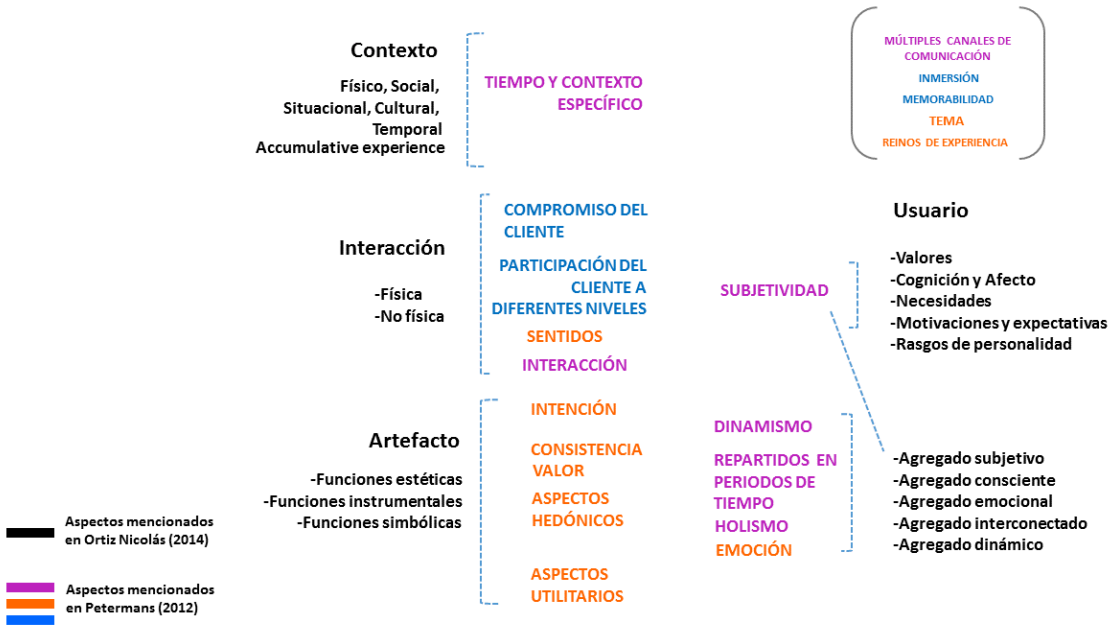 Contexto
Físico, Social,
Situacional, Cultural,
Temporal
Accumulative experience
TIEMPO Y CONTEXTO
ESPECÍFICO
MÚLTIPLES CANALES DE
COMUNICACIÓN
INMERSIÓN
MEMORABILIDAD
TEMA
REINOS DE EXPERIENCIA
Interacción
-Física
-No física
COMPROMISO DEL
CLIENTE
PARTICIPACIÓN DEL
CLIENTE A
DIFERENTES NIVELES
SENTIDOS
INTERACCIÓN
SUBJETIVIDAD
Usuario
-Valores
-Cognición y Afecto
-Necesidades
-Motivaciones y expectativas
-Rasgos de personalidad
Artefacto
-Funciones estéticas
-Funciones instrumentales
-Funciones simbólicas
INTENCIÓN
CONSISTENCIA
VALOR
ASPECTOS
HEDÓNICOS
ASPECTOS
UTILITARIOS
DINAMISMO
REPARTIDOS EN
PERIODOS DE
TIEMPO
HOLISMO
EMOCIÓN
-Agregado subjetivo
-Agregado consciente
-Agregado emocional
-Agregado interconectado
-Agregado dinámico
Aspectos mencionados
en Ortiz Nicolás (2014)
Aspectos mencionados
en Petermans (2012)